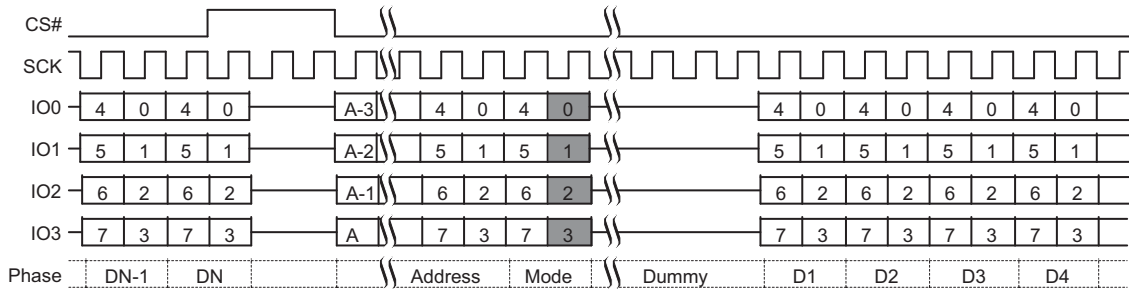 CS#
SCK
IO0 4 0 4 0 A-3 4 0 4 0 4 0 4 0 4 0 4 0
IO1 5 1 5 1 A-2 5 1 5 1 5 1 5 1 5 1 5 1
IO2 6 2 6 2 A-1 6 2 6 2 6 2 6 2 6 2 6 2
IO3 7 3 7 3 A 7 3 7 3 7 3 7 3 7 3 7 3
Phase DN-1 DN Address Mode Dummy D1 D2 D3 D4